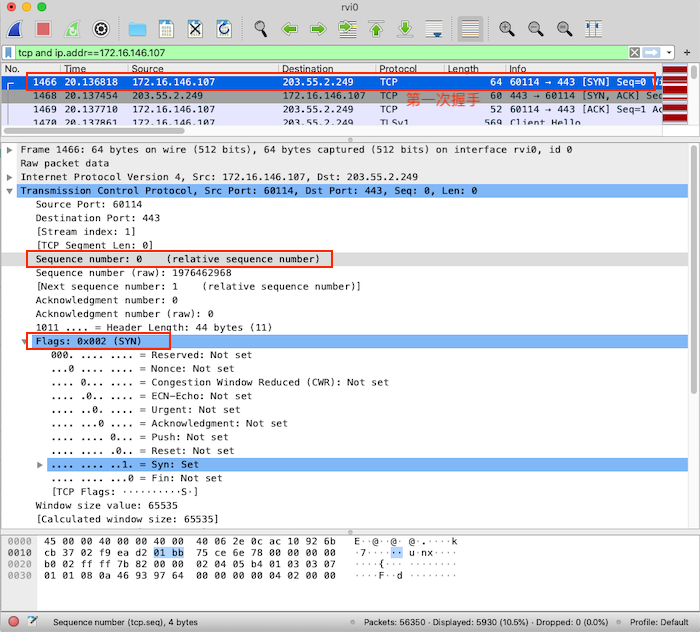 rvi0
tcp and ip.addr==172.16.146.107
No. Time Source Destination Protocol Length Info
1466 20.136818 172.16.146.107 203.55.2.249 TCP 64 60114 → 443 [SYN] Seq=0 Wi
1468 20.137454 203.55.2.249 172.16.146.107 TCP 60 443 → 60114 [SYN, ACK] Sec
第一次握手
1469 20.137710 172.16.146.107 203.55.2.249 TCP 52 60114 → 443 [ACK] Seq=1 Ac
1470 20.137861 172.16.146.107 203.55.2.249 TLSv1 569 Client Hello
Frame 1466: 64 bytes on wire (512 bits), 64 bytes captured (512 bits) on interface rvi0, id 0
Raw packet data
Internet Protocol Version 4, Src: 172.16.146.107, Dst: 203.55.2.249
Transmission Control Protocol, Src Port: 60114, Dst Port: 443, Seq: 0, Len: 0
Source Port: 60114
Destination Port: 443
[Stream index: 1]
[TCP Segment Len: 0]
Sequence number: 0 (relative sequence number)
Sequence number (raw): 1976462968
[Next sequence number: 1 (relative sequence number)]
Acknowledgment number: 0
Acknowledgment number (raw): 0
1011 .... = Header Length: 44 bytes (11)
Flags: 0x002 (SYN)
000. .... .... = Reserved: Not set
...0 .... .... = Nonce: Not set
.... 0... .... = Congestion Window Reduced (CWR): Not set
.... .0.. .... = ECN-Echo: Not set
.... ..0. .... = Urgent: Not set
.... ...0 .... = Acknowledgment: Not set
.... .... 0... = Push: Not set
.... .... .0.. = Reset: Not set
.... .... ..1. = Syn: Set
.... .... ...0 = Fin: Not set
[TCP Flags: ··········S·]
Window size value: 65535
[Calculated window size: 65535]
0000 45 00 00 40 00 00 40 00 40 06 2e 0c ac 10 92 6b E··@··@· @·.····k
0010 cb 37 02 f9 ea d2 01 bb 75 ce 6e 78 00 00 00 00 ·7······ u·nx····
0020 b0 02 ff ff 7b 82 00 00 02 04 05 b4 01 03 03 07 ····{··· ········
0030 01 01 08 0a 46 93 97 64 00 00 00 00 04 02 00 00 ····F··d ········
Sequence number (tcp.seq), 4 bytes
Packets: 56350 · Displayed: 5930 (10.5%) · Dropped: 0 (0.0%)
Profile: Default